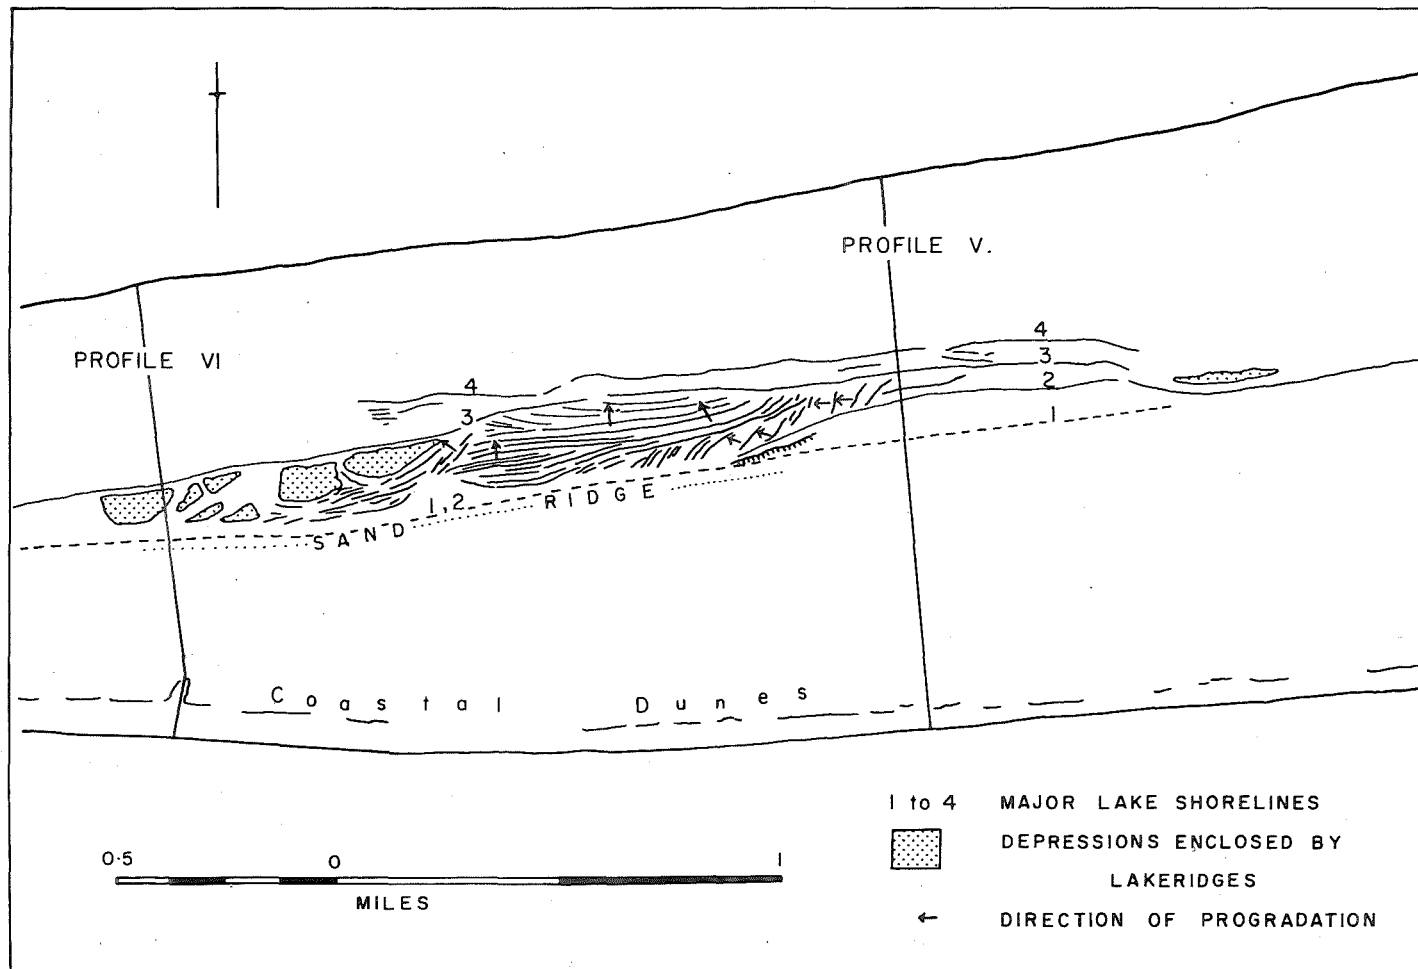 PROFILE V.
PROFILE VI
4
3
2
1
4
3
1,2
SAND RIDGE
Coastal Dunes
1 to 4 MAJOR LAKE SHORELINES
DEPRESSIONS ENCLOSED BY
LAKERIDGES
← DIRECTION OF PROGRADATION
0·5 0 1
MILES